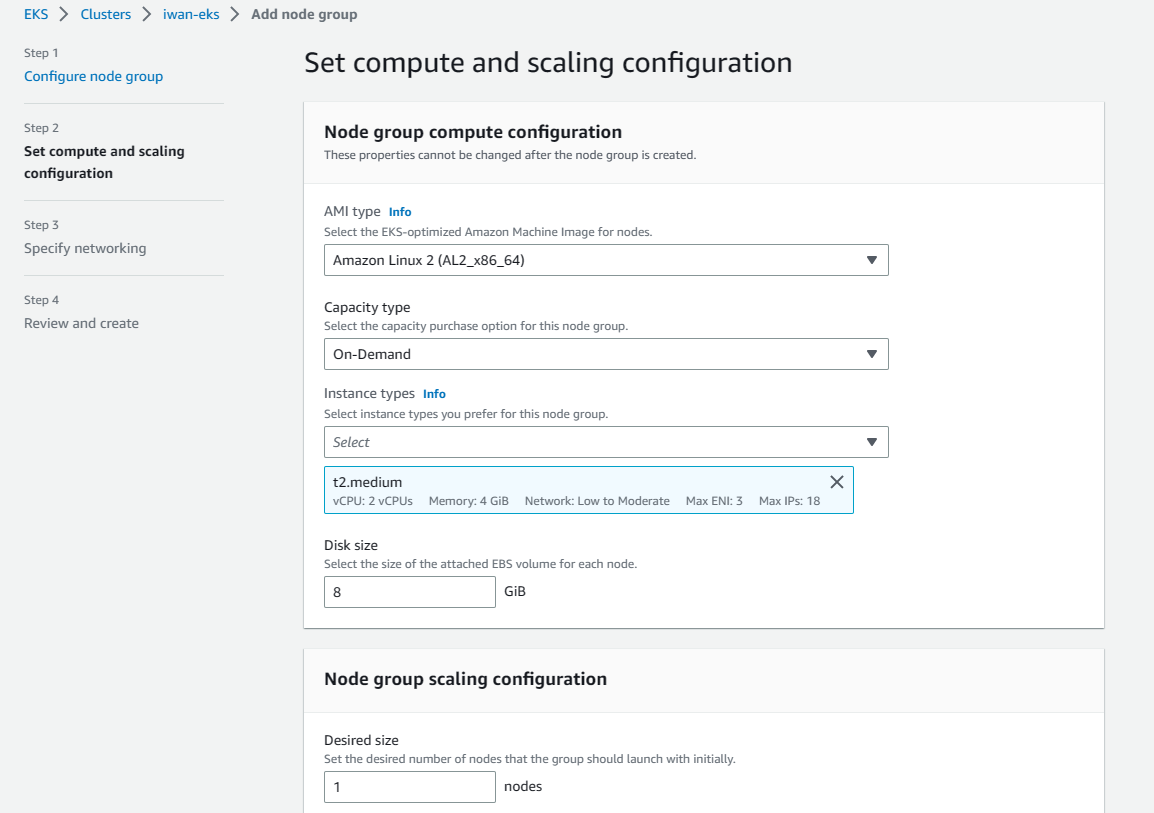 EKS > Clusters > iwan-eks > Add node group
Step 1
Configure node group
Step 2
Set compute and scaling
configuration
Step 3
Specify networking
Step 4
Review and create
Set compute and scaling configuration
Node group compute configuration
These properties cannot be changed after the node group is created.
AMI type Info
Select the EKS-optimized Amazon Machine Image for nodes.
Amazon Linux 2 (AL2_x86_64)
Capacity type
Select the capacity purchase option for this node group.
On-Demand
Instance types Info
Select instance types you prefer for this node group.
Select
t2.medium
vCPU: 2 vCPUs Memory: 4 GiB Network: Low to Moderate Max ENI: 3 Max IPs: 18
Disk size
Select the size of the attached EBS volume for each node.
8 GiB
Node group scaling configuration
Desired size
Set the desired number of nodes that the group should launch with initially.
1 nodes